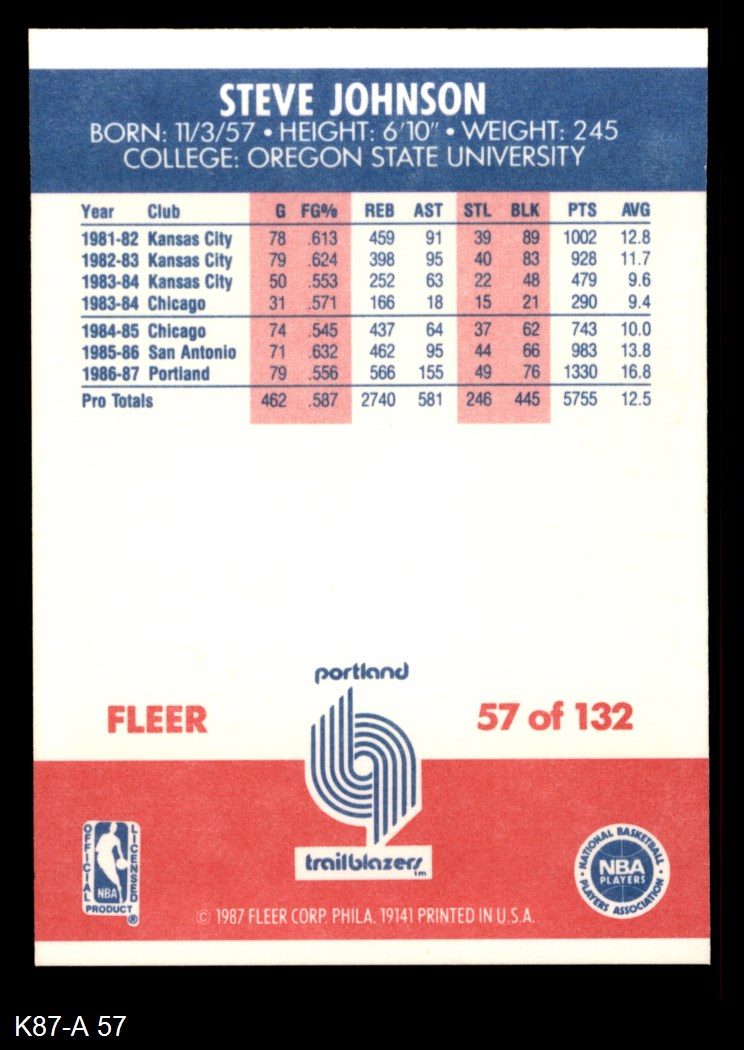 STEVE JOHNSON
BORN: 11/3/57 • HEIGHT: 6'10" • WEIGHT: 245
COLLEGE: OREGON STATE UNIVERSITY
Year Club G FG% REB AST STL BLK PTS AVG
1981-82 Kansas City 78 .613 459 91 39 89 1002 12.8
1982-83 Kansas City 79 .624 398 95 40 83 928 11.7
1983-84 Kansas City 50 .553 252 63 22 48 479 9.6
1983-84 Chicago 31 .571 166 18 15 21 290 9.4
1984-85 Chicago 74 .545 437 64 37 62 743 10.0
1985-86 San Antonio 71 .632 462 95 44 66 983 13.8
1986-87 Portland 79 .556 566 155 49 76 1330 16.8
Pro Totals 462 .587 2740 581 246 445 5755 12.5
portland
FLEER
57 of 132
trailblazers tm
OFFICIAL LICENSED
NBA
PRODUCT ®
NATIONAL BASKETBALL
NBA
PLAYERS
PLAYERS ASSOCIATION
© 1987 FLEER CORP. PHILA. 19141 PRINTED IN U.S.A.
K87-A 57